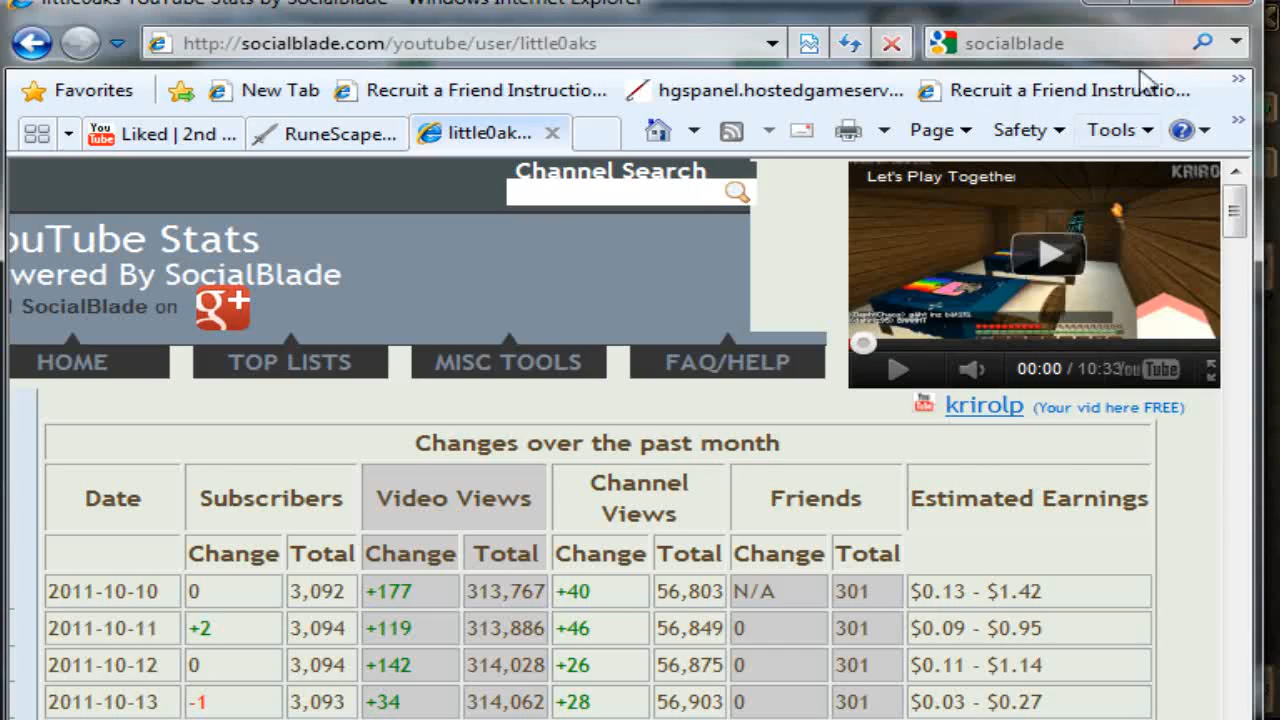 little0aks YouTube Stats by SocialBlade - Windows Internet Explorer
http://socialblade.com/youtube/user/little0aks
socialblade
Favorites
New Tab
Recruit a Friend Instructio...
hgspanel.hostedgameserv...
Recruit a Friend Instructio...
You Tube
Liked | 2nd ...
RuneScape...
little0ak...
Page
Safety
Tools
Channel Search
Let's Play Together
KRIRO
ouTube Stats
wered By SocialBlade
SocialBlade on
g+
HOME
TOP LISTS
MISC TOOLS
FAQ/HELP
00:00 / 10:33
You Tube
krirolp (Your vid here FREE)
Changes over the past month
Date Subscribers Video Views Channel Views Friends Estimated Earnings
Change Total Change Total Change Total Change Total
2011-10-10 0 3,092 +177 313,767 +40 56,803 N/A 301 $0.13 - $1.42
2011-10-11 +2 3,094 +119 313,886 +46 56,849 0 301 $0.09 - $0.95
2011-10-12 0 3,094 +142 314,028 +26 56,875 0 301 $0.11 - $1.14
2011-10-13 -1 3,093 +34 314,062 +28 56,903 0 301 $0.03 - $0.27